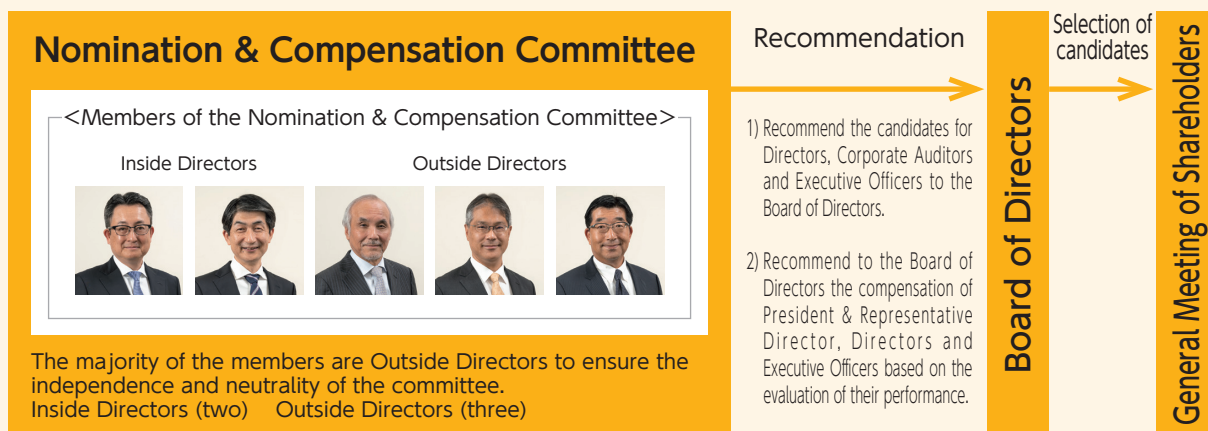 Nomination & Compensation Committee
<Members of the Nomination & Compensation Committee>
Inside Directors
Outside Directors
The majority of the members are Outside Directors to ensure the
independence and neutrality of the committee.
Inside Directors (two) Outside Directors (three)
Recommendation
1) Recommend the candidates for
Directors, Corporate Auditors
and Executive Officers to the
Board of Directors.
2) Recommend to the Board of
Directors the compensation of
President & Representative
Director, Directors and
Executive Officers based on the
evaluation of their performance.
Board of Directors
Selection of
candidates
General Meeting of Shareholders